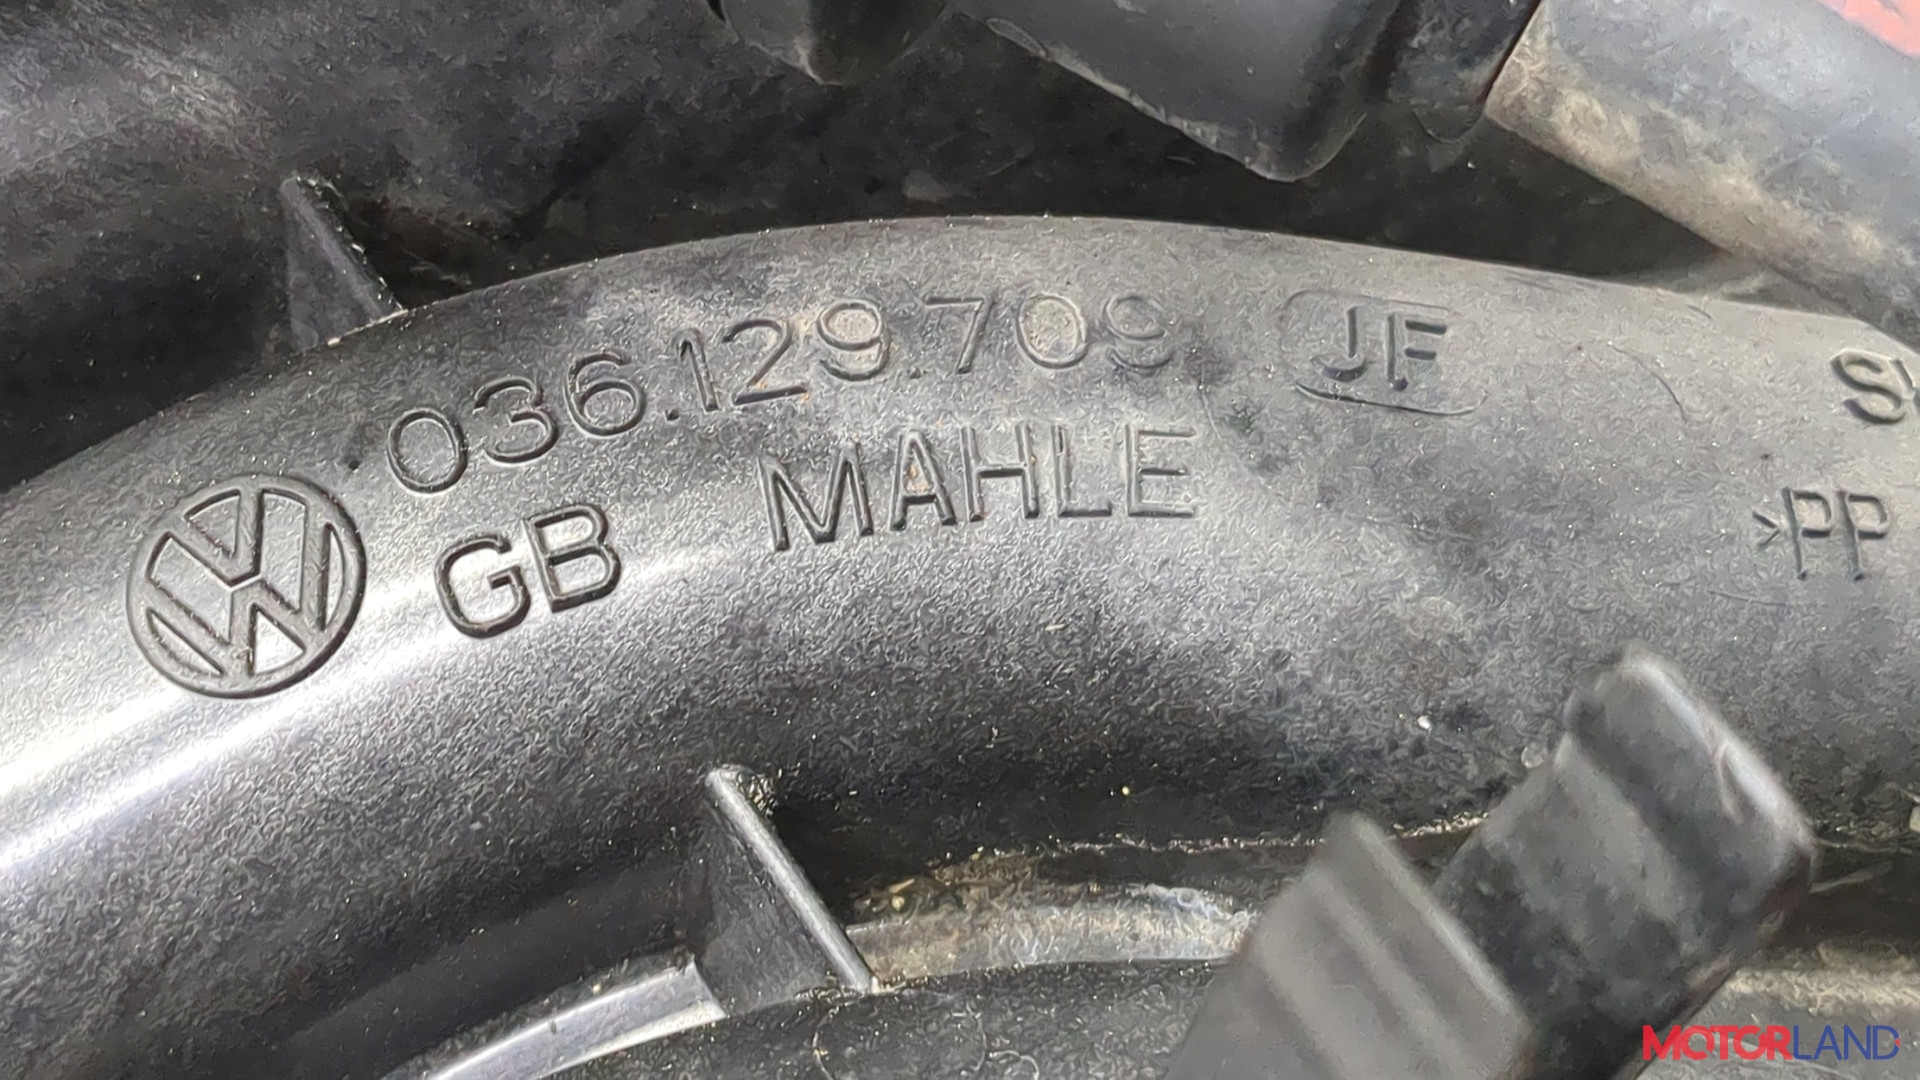 036.129.709 JF
GB MAHLE
>PP
MOTORLAND